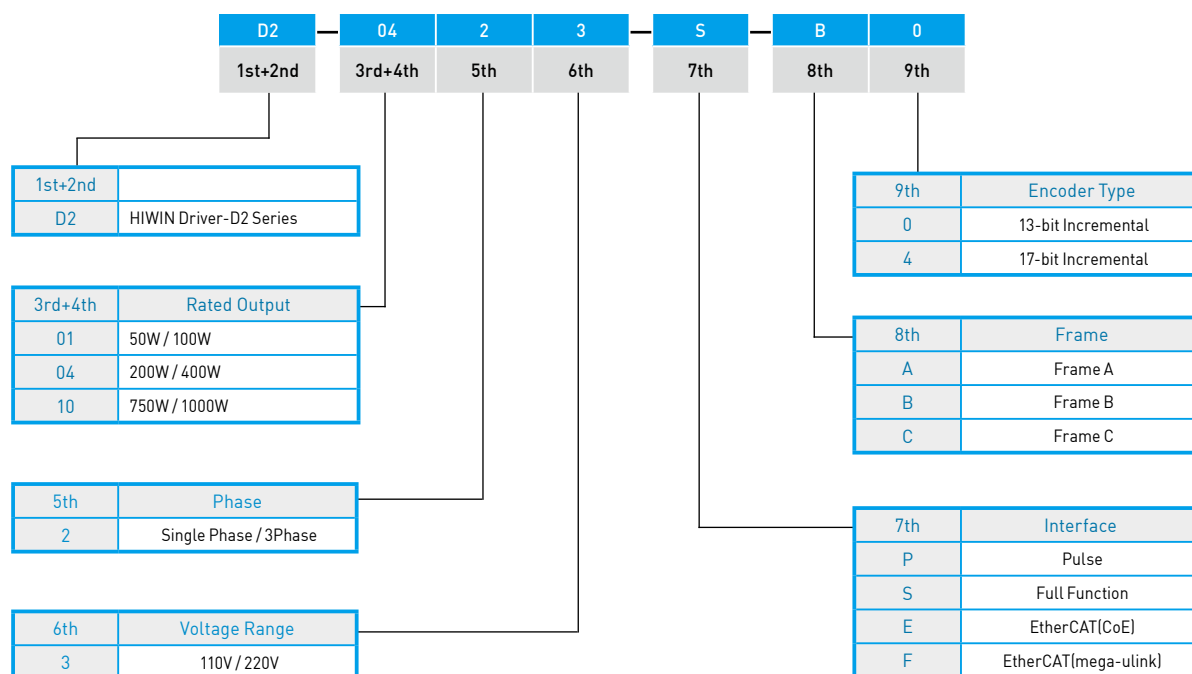 D2 — 04 2 3 — S — B 0
1st+2nd 3rd+4th 5th 6th 7th 8th 9th
1st+2nd
D2 HIWIN Driver-D2 Series
3rd+4th Rated Output
01 50W / 100W
04 200W / 400W
10 750W / 1000W
5th Phase
2 Single Phase / 3Phase
6th Voltage Range
3 110V / 220V
9th Encoder Type
0 13-bit Incremental
4 17-bit Incremental
8th Frame
A Frame A
B Frame B
C Frame C
7th Interface
P Pulse
S Full Function
E EtherCAT(CoE)
F EtherCAT(mega-ulink)